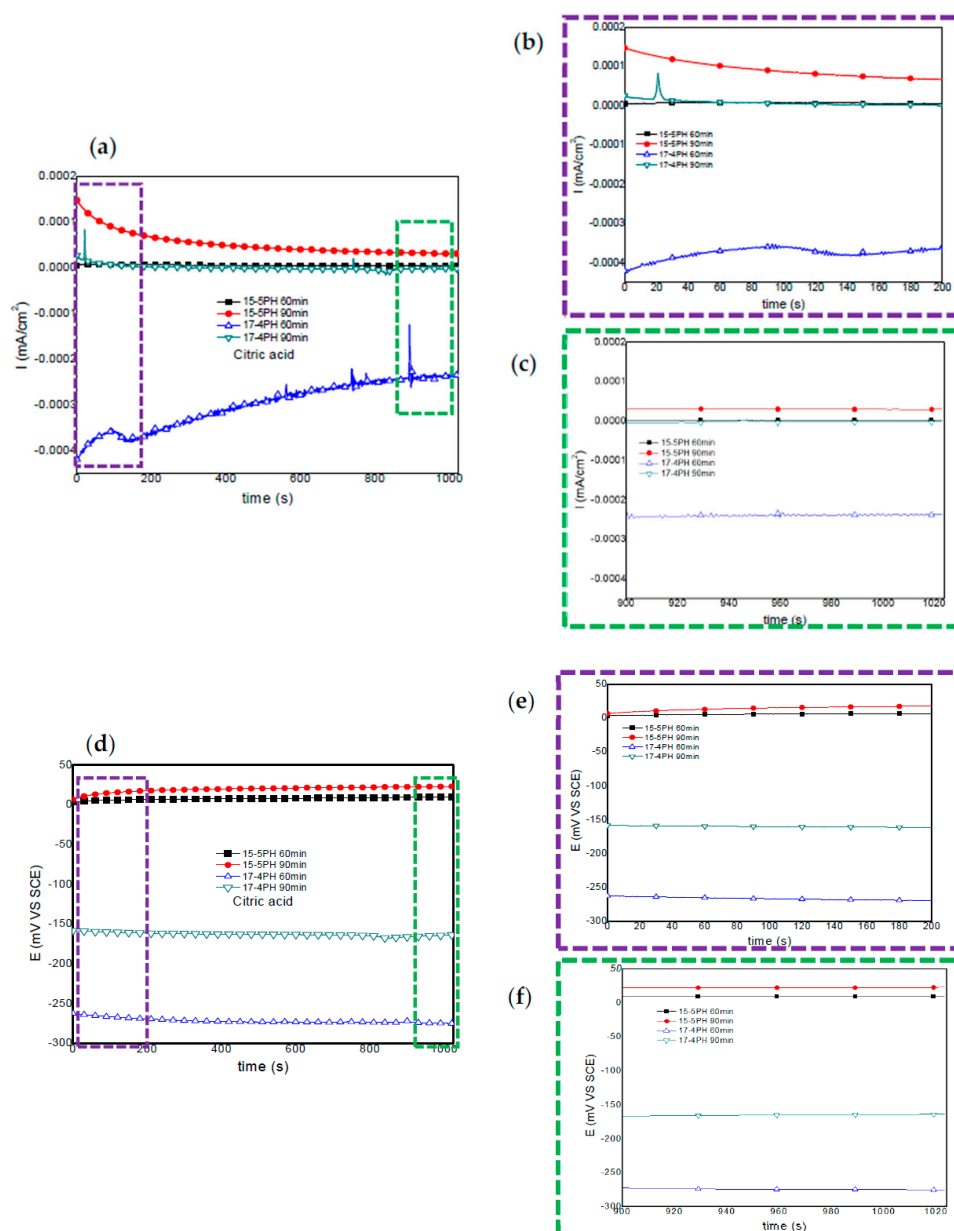 (a)
0.0002
0.0001
0.0000
-0.0001
-0.0002
-0.0003
-0.0004
I (mA/cm²)
15-5PH 60min
15-5PH 90min
17-4PH 60min
17-4PH 90min
Citric acid
0 200 400 600 800 1000
time (s)
(b)
0.0002
0.0001
0.0000
-0.0001
-0.0002
-0.0003
-0.0004
I (mA/cm²)
15-5PH 60min
15-5PH 90min
17-4PH 60min
17-4PH 90min
0 20 40 60 80 100 120 140 160 180 200
time (s)
(c)
0.0002
0.0001
0.0000
-0.0001
-0.0002
-0.0003
-0.0004
I (mA/cm²)
15-5PH 60min
15-5PH 90min
17-4PH 60min
17-4PH 90min
900 920 940 960 980 1000 1020
time (s)
(d)
50
0
-50
-100
-150
-200
-250
-300
E (mV VS SCE)
15-5PH 60min
15-5PH 90min
17-4PH 60min
17-4PH 90min
Citric acid
0 200 400 600 800 1000
time (s)
(e)
50
0
-50
-100
-150
-200
-250
-300
E (mV VS SCE)
15-5PH 60min
15-5PH 90min
17-4PH 60min
17-4PH 90min
0 20 40 60 80 100 120 140 160 180 200
time (s)
(f)
50
0
-50
-100
-150
-200
-250
-300
E (mV VS SCE)
15-5PH 60min
15-5PH 90min
17-4PH 60min
17-4PH 90min
900 920 940 960 980 1000 1020
time (s)